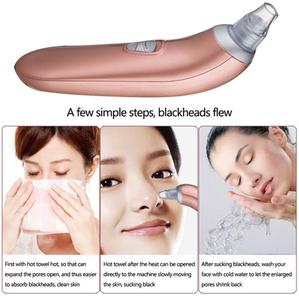 A few simple steps, blackheads flew
First with hot towel hot, so that can
expand the pores open, and thus easier
to absorb blackheads, clean skin
Hot towel after the heat can be opened
directly to the machine slowly moving
the skin, sucking black!
After sucking blackheads, wash your
face with cold water to let the enlarged
pores shrink back